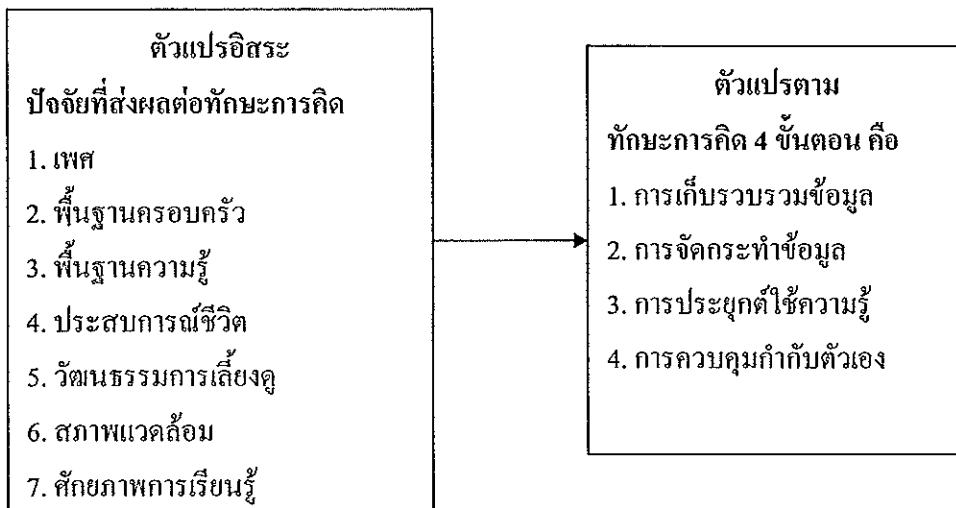 ตัวแปรอิสระ
ปัจจัยที่ส่งผลต่อทักษะการคิด
1. เพศ
2. พื้นฐานครอบครัว
3. พื้นฐานความรู้
4. ประสบการณ์ชีวิต
5. วัฒนธรรมการเลี้ยงดู
6. สภาพแวดล้อม
7. ศักยภาพการเรียนรู้
ตัวแปรตาม
ทักษะการคิด 4 ขั้นตอน คือ
1. การเก็บรวบรวมข้อมูล
2. การจัดกระทำข้อมูล
3. การประยุกต์ใช้ความรู้
4. การควบคุมกำกับตัวเอง